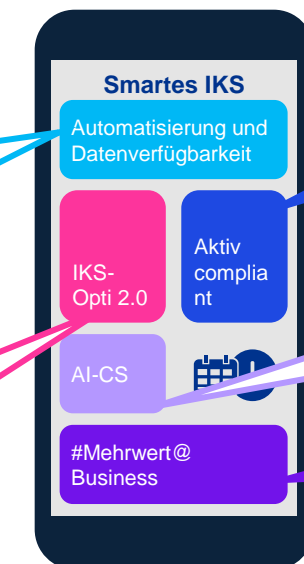 Smartes IKS
Automatisierung und
Datenverfügbarkeit
IKS-
Opti 2.0
Aktiv
complia
nt
AI-CS
#Mehrwert@
Business